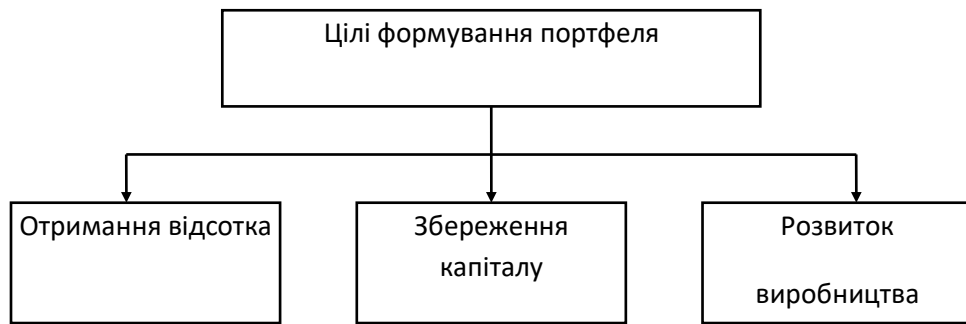 Цілі формування портфеля
Отримання відсотка
Збереження
капіталу
Розвиток
виробництва